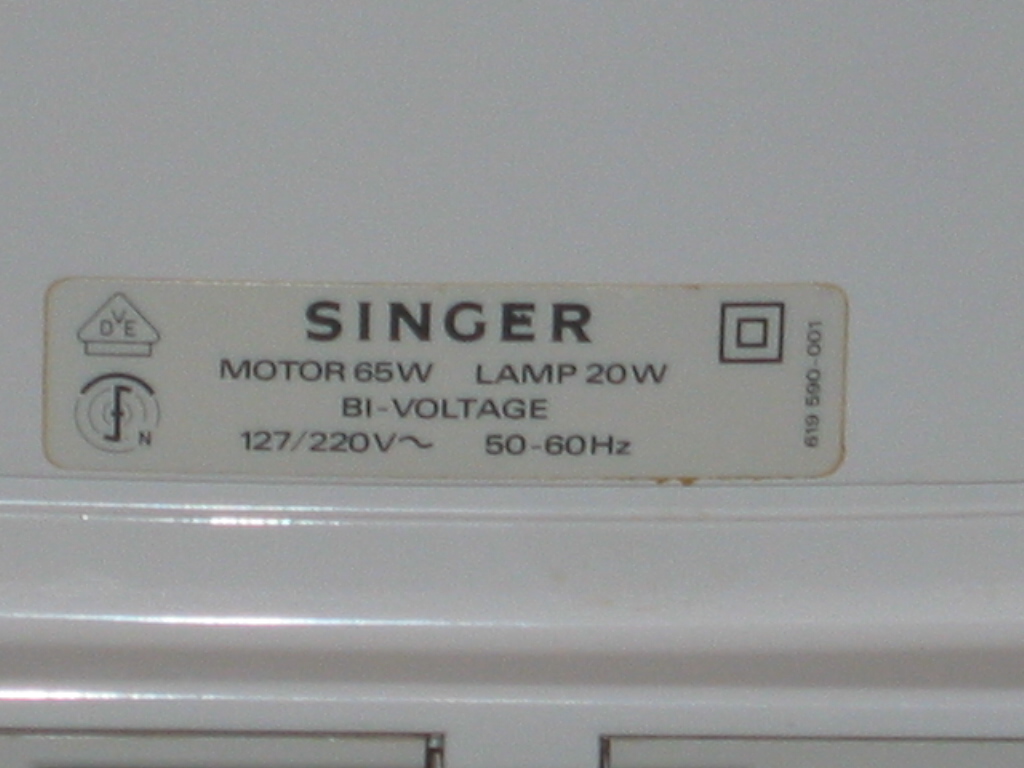 SINGER
MOTOR 65W LAMP 20W
BI-VOLTAGE
127/220V~ 50-60Hz
DVE
N
619 590-001